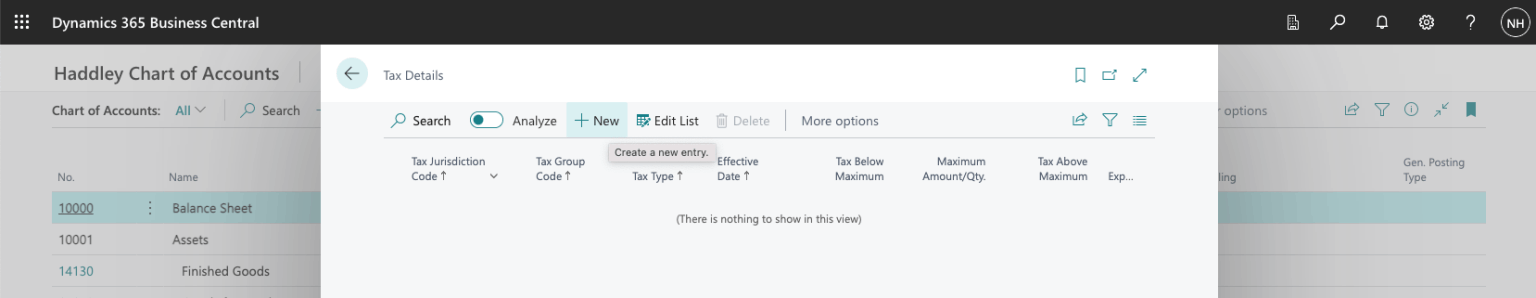 Dynamics 365 Business Central
NH
Haddley Chart of Accounts
Tax Details
Chart of Accounts: All
Search
Search Analyze New Edit List Delete More options
options
Create a new entry.
No.
Name
Tax Jurisdiction Code ↑
Tax Group Code ↑
Tax Type ↑
Effective Date ↑
Tax Below Maximum
Maximum Amount/Qty.
Tax Above Maximum
Exp...
Gen. Posting Type
10000 Balance Sheet
(There is nothing to show in this view)
10001 Assets
14130 Finished Goods